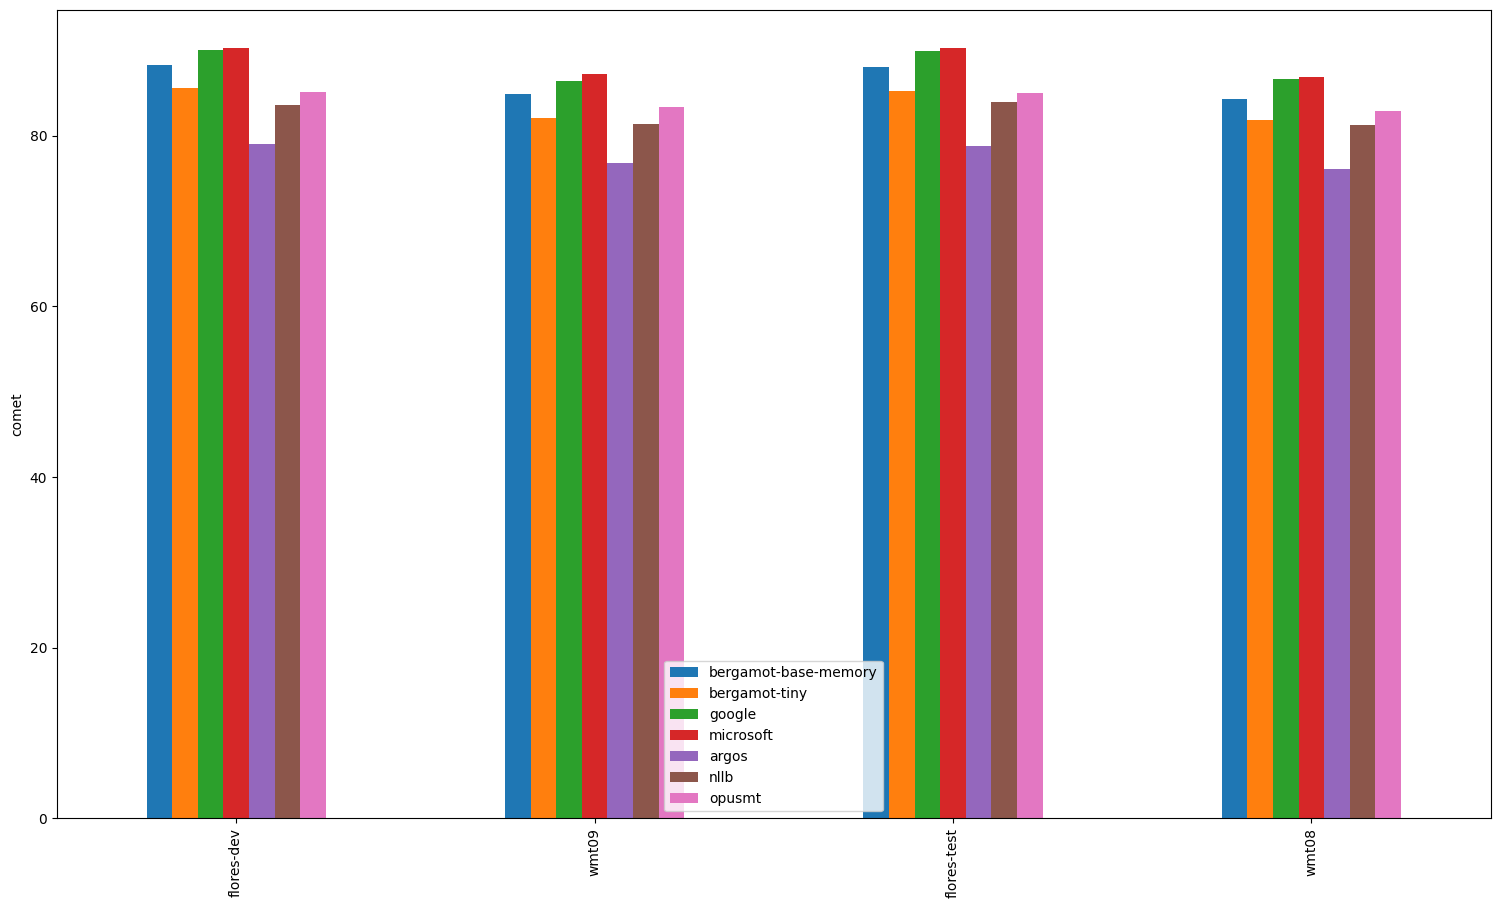 comet
80
60
40
20
0
bergamot-base-memory
bergamot-tiny
google
microsoft
argos
nllb
opusmt
flores-dev
wmt09
flores-test
wmt08